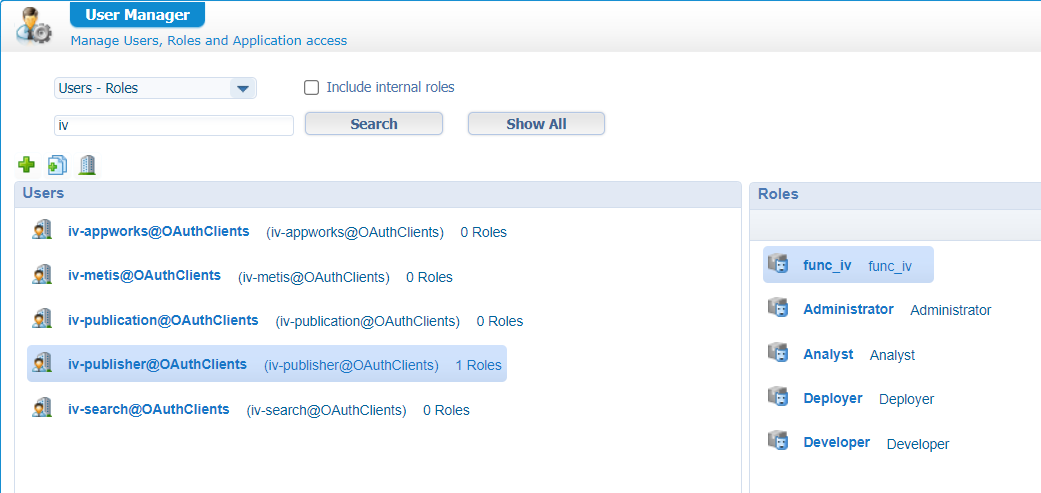 User Manager
Manage Users, Roles and Application access
Users - Roles
Include internal roles
iv
Search
Show All
Users
iv-appworks@OAuthClients (iv-appworks@OAuthClients) 0 Roles
iv-metis@OAuthClients (iv-metis@OAuthClients) 0 Roles
iv-publication@OAuthClients (iv-publication@OAuthClients) 0 Roles
iv-publisher@OAuthClients (iv-publisher@OAuthClients) 1 Roles
iv-search@OAuthClients (iv-search@OAuthClients) 0 Roles
Roles
func_iv func_iv
Administrator Administrator
Analyst Analyst
Deployer Deployer
Developer Developer